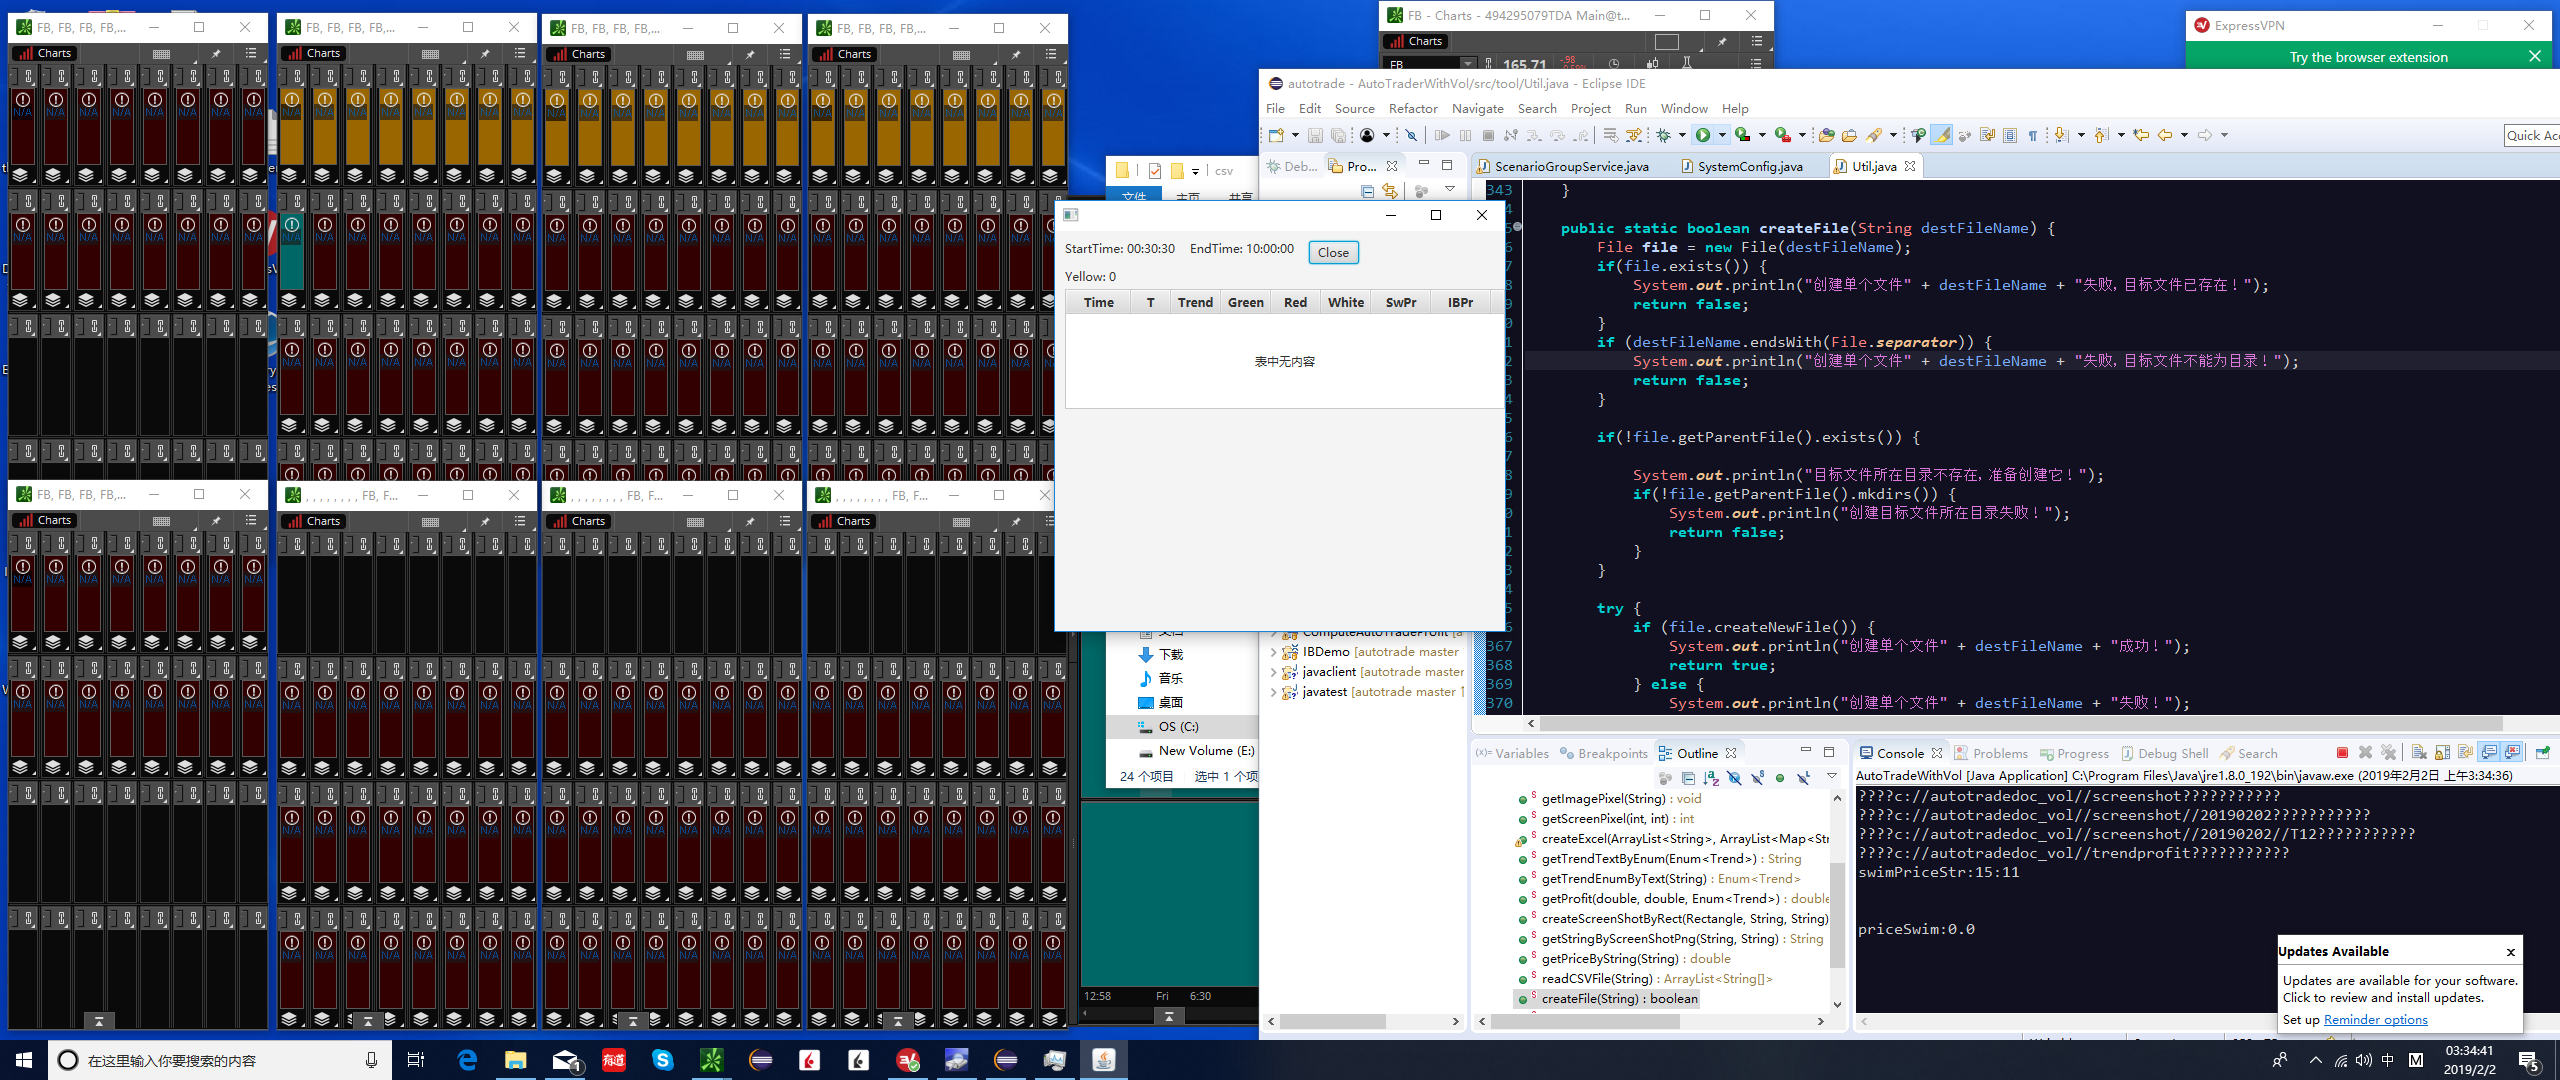 FB, FB, FB, FB,...
FB, FB, FB, FB,...
FB, FB, FB, FB,...
FB, FB, FB, FB,...
Charts
Charts
Charts
Charts
FB - Charts - 494295079TDA Main@t...
Charts
FB
165.71
-.98
ExpressVPN
Try the browser extension
autotrade - AutoTraderWithVol/src/tool/Util.java - Eclipse IDE
File Edit Source Refactor Navigate Search Project Run Window Help
Quick Ac
Deb... Pro...
ScenarioGroupService.java SystemConfig.java Util.java
csv
文件 主页 共享
StartTime: 00:30:30 EndTime: 10:00:00 Close
Yellow: 0
Time T Trend Green Red White SwPr IBPr
表中无内容
343 }
public static boolean createFile(String destFileName) {
File file = new File(destFileName);
if(file.exists()) {
System.out.println("创建单个文件" + destFileName + "失败，目标文件已存在！");
return false;
}
if (destFileName.endsWith(File.separator)) {
System.out.println("创建单个文件" + destFileName + "失败，目标文件不能为目录！");
return false;
}
if(!file.getParentFile().exists()) {
System.out.println("目标文件所在目录不存在，准备创建它！");
if(!file.getParentFile().mkdirs()) {
System.out.println("创建目标文件所在目录失败！");
return false;
}
}
try {
if (file.createNewFile()) {
367 System.out.println("创建单个文件" + destFileName + "成功！");
368 return true;
369 } else {
370 System.out.println("创建单个文件" + destFileName + "失败！");
FB, FB, FB, FB,...
, , , , , , , , FB, F...
, , , , , , , , FB, F...
, , , , , , , , FB, F...
Charts
Charts
Charts
Charts
下载
音乐
桌面
OS (C:)
New Volume (E:)
24 个项目 选中 1 个项
ComputeAutoTradeProfit
IBDemo [autotrade master
javaclient [autotrade master
javatest [autotrade master
Variables Breakpoints Outline
getImagePixel(String) : void
getScreenPixel(int, int) : int
createExcel(ArrayList<String>, ArrayList<Map<Str
getTrendTextByEnum(Enum<Trend>) : String
getTrendEnumByText(String) : Enum<Trend>
getProfit(double, double, Enum<Trend>) : double
createScreenShotByRect(Rectangle, String, String)
getStringByScreenShotPng(String, String) : String
getPriceByString(String) : double
readCSVFile(String) : ArrayList<String[]>
createFile(String) : boolean
Console Problems Progress Debug Shell Search
AutoTradeWithVol [Java Application] C:\Program Files\Java\jre1.8.0_192\bin\javaw.exe (2019年2月2日 上午3:34:36)
????c://autotradedoc_vol//screenshot???????????
????c://autotradedoc_vol//screenshot//20190202???????????
????c://autotradedoc_vol//screenshot//20190202//T12???????????
????c://autotradedoc_vol//trendprofit???????????
swimPriceStr:15:11
priceSwim:0.0
Updates Available
Updates are available for your software.
Click to review and install updates.
Set up Reminder options
12:58 Fri 6:30
在这里输入你要搜索的内容
1
有道
中
M
03:34:41
2019/2/2
5